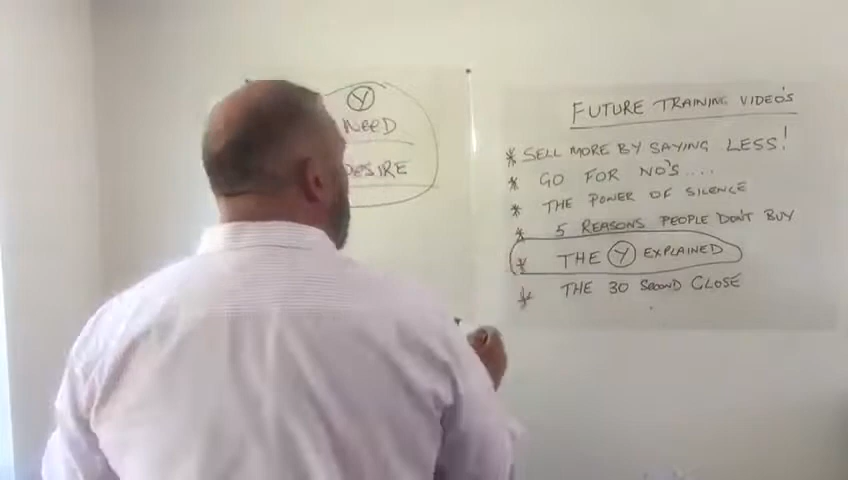 Y
NEED
DESIRE
FUTURE TRAINING VIDEO'S
* SELL MORE BY SAYING LESS!
* GO FOR NO'S....
* THE POWER OF SILENCE
* 5 REASONS PEOPLE DON'T BUY
* THE Y EXPLAINED
* THE 30 SECOND CLOSE